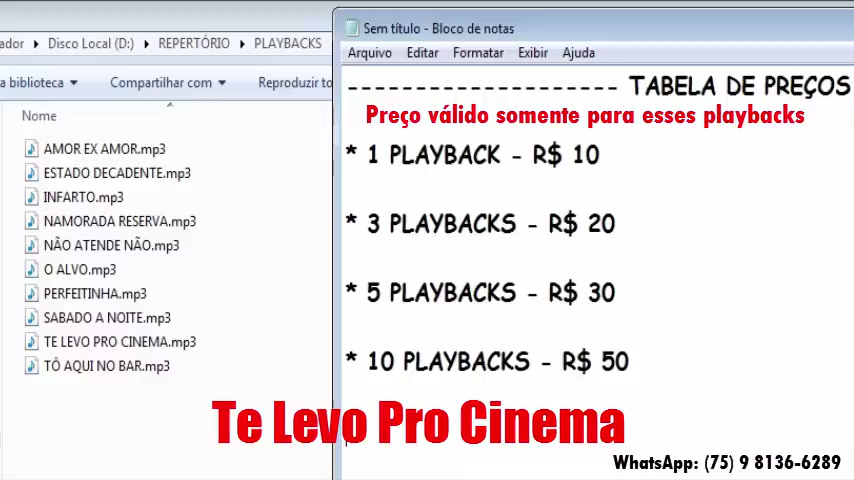 ador ▸ Disco Local (D:) ▸ REPERTÓRIO ▸ PLAYBACKS
a biblioteca ▼ Compartilhar com ▼ Reproduzir to
Nome
AMOR EX AMOR.mp3
ESTADO DECADENTE.mp3
INFARTO.mp3
NAMORADA RESERVA.mp3
NÃO ATENDE NÃO.mp3
O ALVO.mp3
PERFEITINHA.mp3
SABADO A NOITE.mp3
TE LEVO PRO CINEMA.mp3
TÔ AQUI NO BAR.mp3
Sem título - Bloco de notas
Arquivo Editar Formatar Exibir Ajuda
-------------------- TABELA DE PREÇOS
Preço válido somente para esses playbacks
* 1 PLAYBACK - R$ 10
* 3 PLAYBACKS - R$ 20
* 5 PLAYBACKS - R$ 30
* 10 PLAYBACKS - R$ 50
Te Levo Pro Cinema
WhatsApp: (75) 9 8136-6289